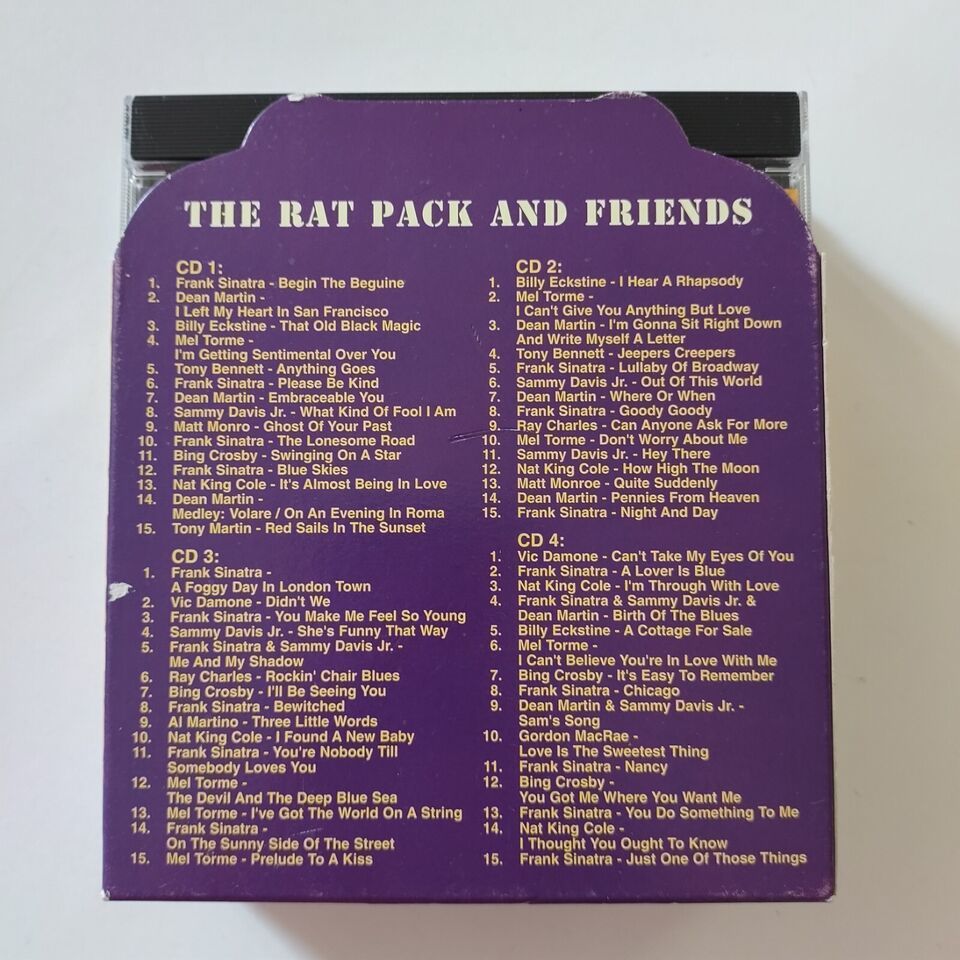 THE RAT PACK AND FRIENDS
CD 1:
1. Frank Sinatra - Begin The Beguine
2. Dean Martin -
I Left My Heart In San Francisco
3. Billy Eckstine - That Old Black Magic
4. Mel Torme -
I'm Getting Sentimental Over You
5. Tony Bennett - Anything Goes
6. Frank Sinatra - Please Be Kind
7. Dean Martin - Embraceable You
8. Sammy Davis Jr. - What Kind Of Fool I Am
9. Matt Monro - Ghost Of Your Past
10. Frank Sinatra - The Lonesome Road
11. Bing Crosby - Swinging On A Star
12. Frank Sinatra - Blue Skies
13. Nat King Cole - It's Almost Being In Love
14. Dean Martin -
Medley: Volare / On An Evening In Roma
15. Tony Martin - Red Sails In The Sunset
CD 2:
1. Billy Eckstine - I Hear A Rhapsody
2. Mel Torme -
I Can't Give You Anything But Love
3. Dean Martin - I'm Gonna Sit Right Down
And Write Myself A Letter
4. Tony Bennett - Jeepers Creepers
5. Frank Sinatra - Lullaby Of Broadway
6. Sammy Davis Jr. - Out Of This World
7. Dean Martin - Where Or When
8. Frank Sinatra - Goody Goody
9. Ray Charles - Can Anyone Ask For More
10. Mel Torme - Don't Worry About Me
11. Sammy Davis Jr. - Hey There
12. Nat King Cole - How High The Moon
13. Matt Monroe - Quite Suddenly
14. Dean Martin - Pennies From Heaven
15. Frank Sinatra - Night And Day
CD 3:
1. Frank Sinatra -
A Foggy Day In London Town
2. Vic Damone - Didn't We
3. Frank Sinatra - You Make Me Feel So Young
4. Sammy Davis Jr. - She's Funny That Way
5. Frank Sinatra & Sammy Davis Jr. -
Me And My Shadow
6. Ray Charles - Rockin' Chair Blues
7. Bing Crosby - I'll Be Seeing You
8. Frank Sinatra - Bewitched
9. Al Martino - Three Little Words
10. Nat King Cole - I Found A New Baby
11. Frank Sinatra - You're Nobody Till
Somebody Loves You
12. Mel Torme -
The Devil And The Deep Blue Sea
13. Mel Torme - I've Got The World On A String
14. Frank Sinatra -
On The Sunny Side Of The Street
15. Mel Torme - Prelude To A Kiss
CD 4:
1. Vic Damone - Can't Take My Eyes Of You
2. Frank Sinatra - A Lover Is Blue
3. Nat King Cole - I'm Through With Love
4. Frank Sinatra & Sammy Davis Jr. &
Dean Martin - Birth Of The Blues
5. Billy Eckstine - A Cottage For Sale
6. Mel Torme -
I Can't Believe You're In Love With Me
7. Bing Crosby - It's Easy To Remember
8. Frank Sinatra - Chicago
9. Dean Martin & Sammy Davis Jr. -
Sam's Song
10. Gordon MacRae -
Love Is The Sweetest Thing
11. Frank Sinatra - Nancy
12. Bing Crosby -
You Got Me Where You Want Me
13. Frank Sinatra - You Do Something To Me
14. Nat King Cole -
I Thought You Ought To Know
15. Frank Sinatra - Just One Of Those Things